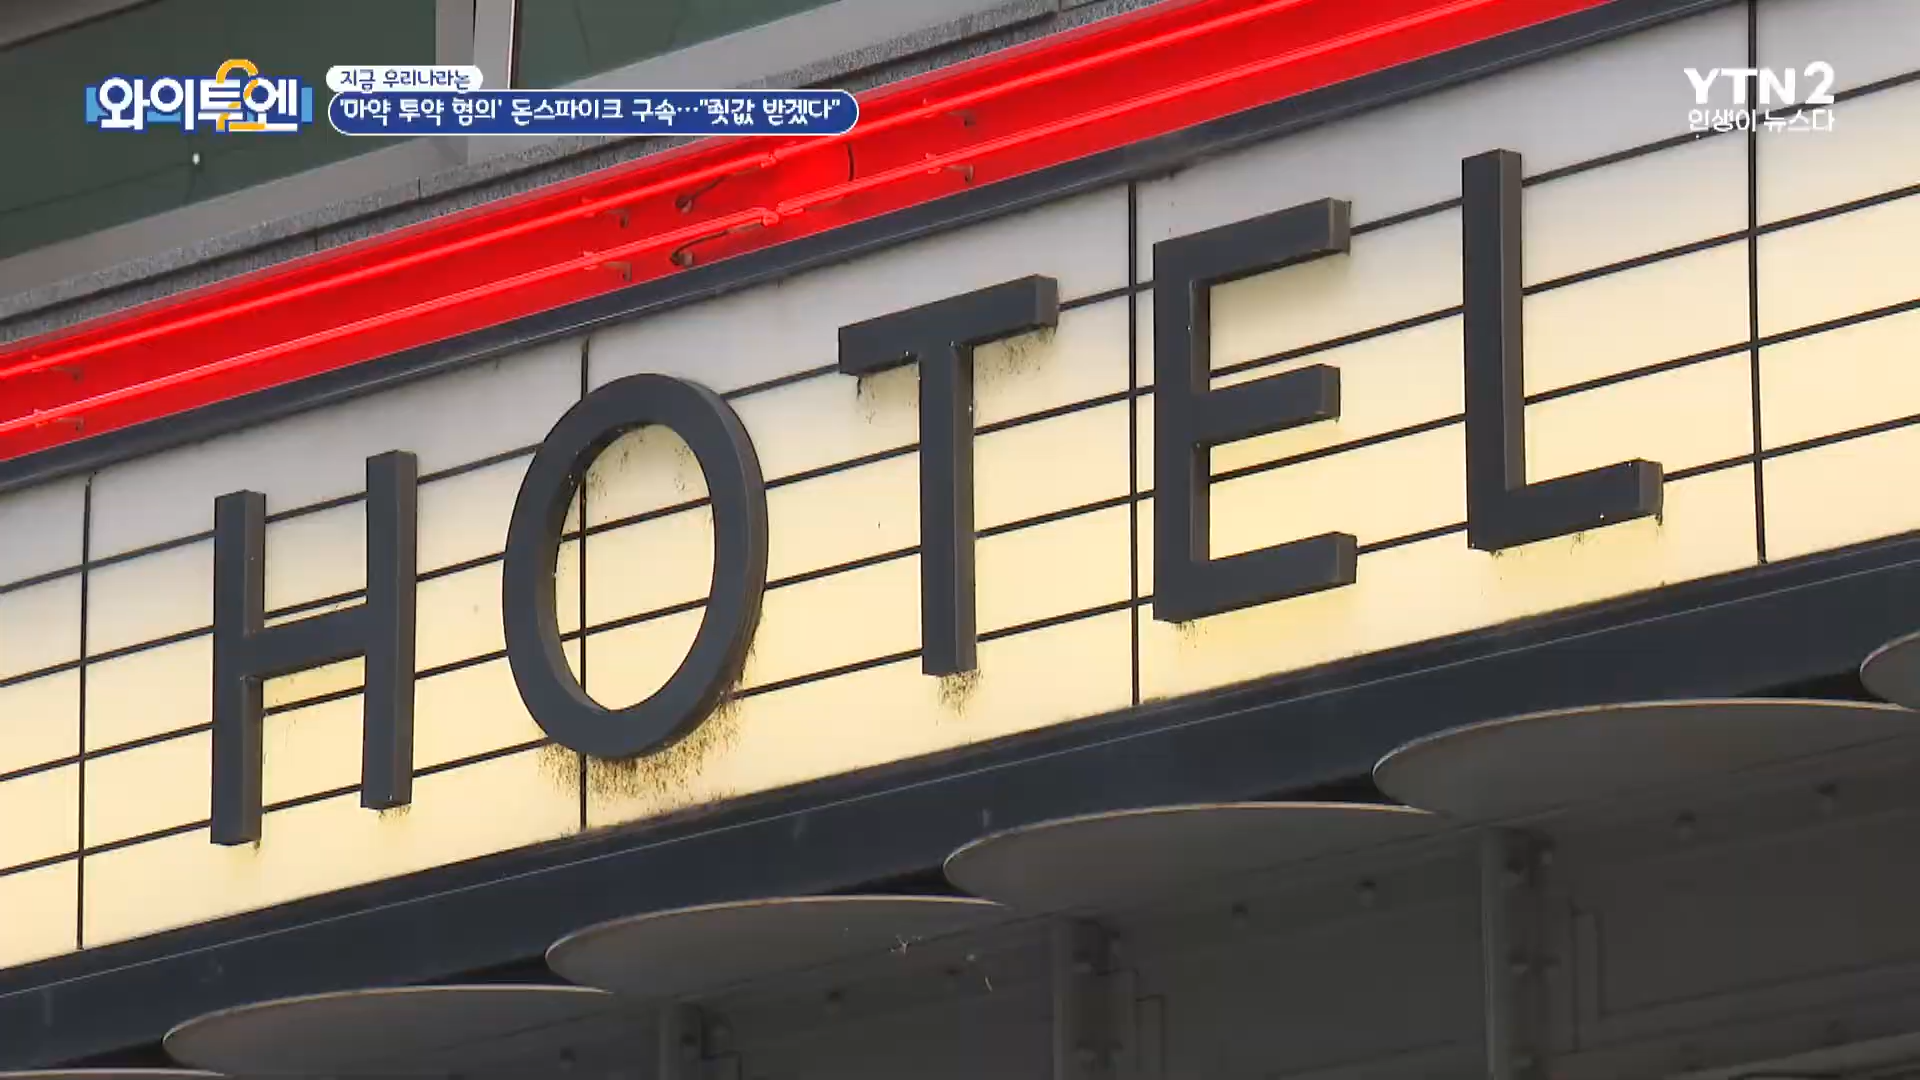 와이투엔
지금 우리나라는
'마약 투약 혐의' 돈스파이크 구속…"죗값 받겠다"
YTN2
인생이 뉴스다
HOTEL